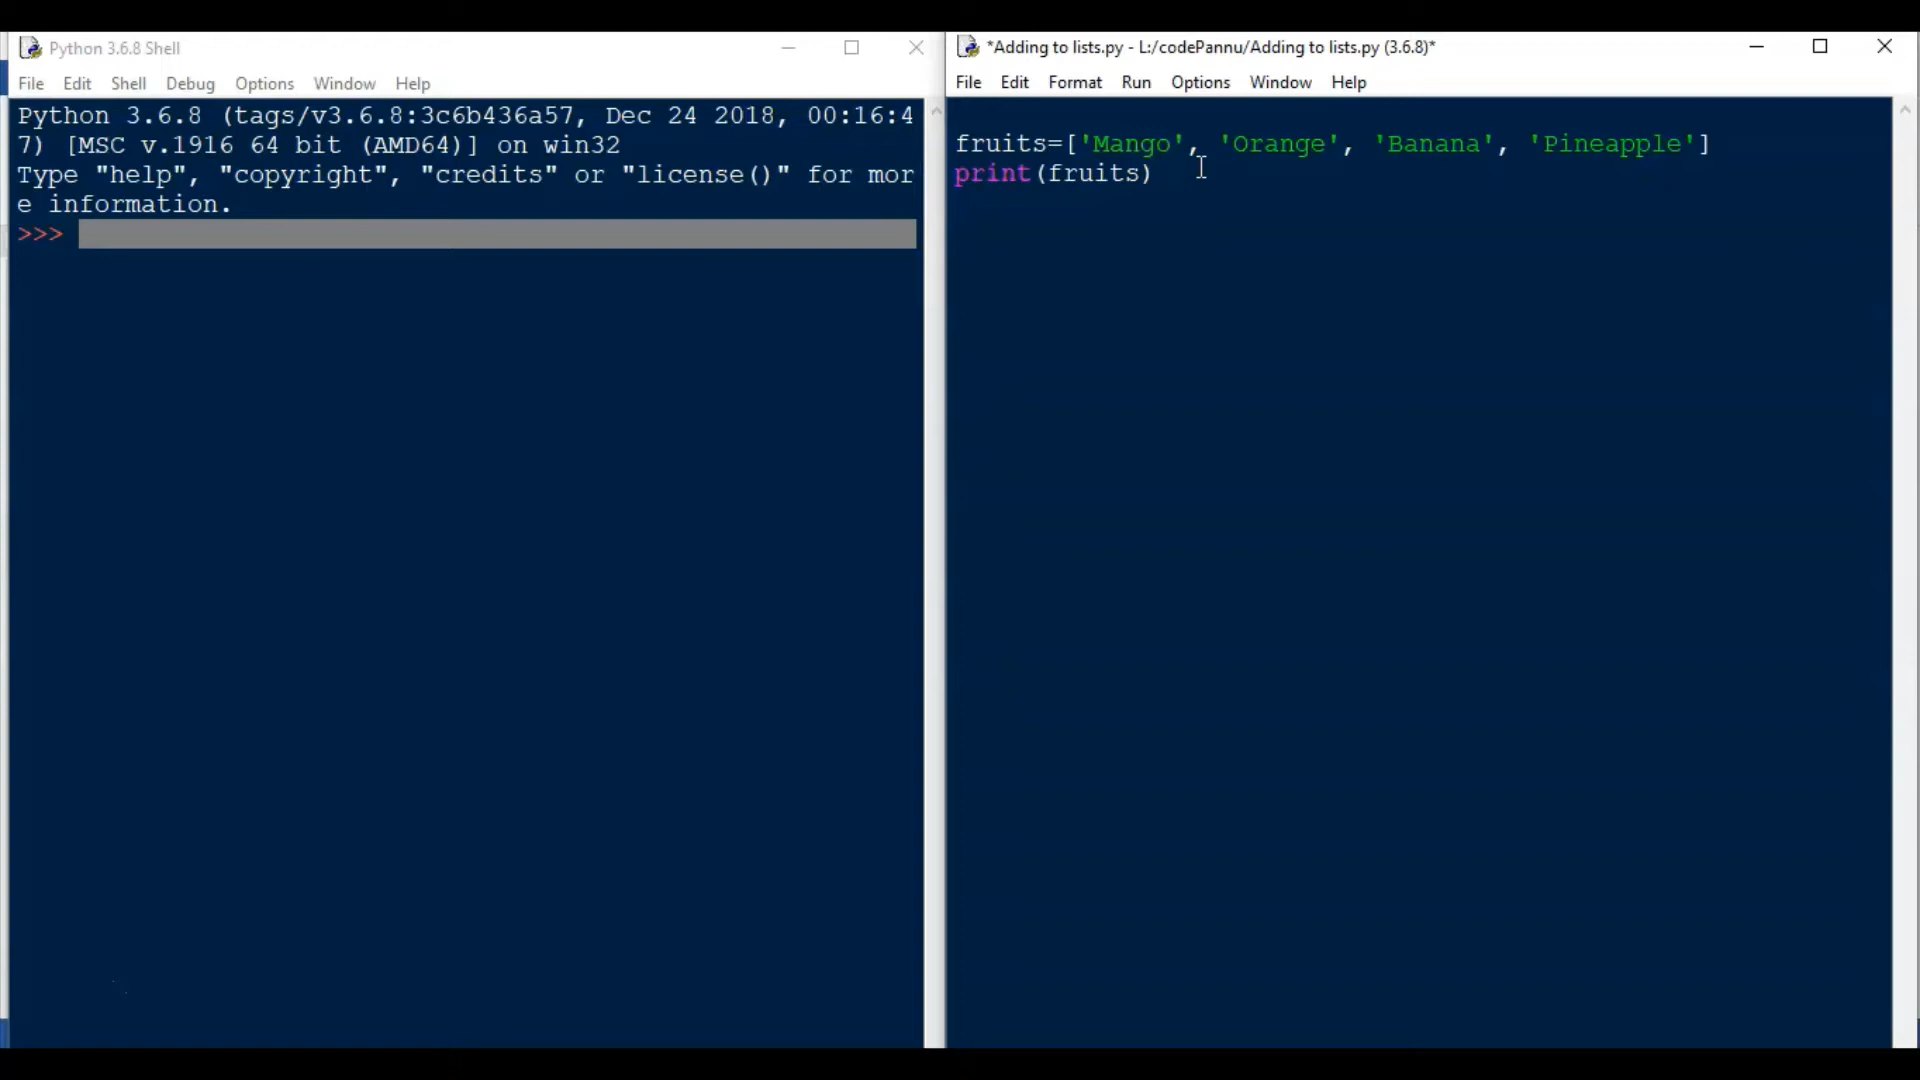 Python 3.6.8 Shell
File Edit Shell Debug Options Window Help
Python 3.6.8 (tags/v3.6.8:3c6b436a57, Dec 24 2018, 00:16:4
7) [MSC v.1916 64 bit (AMD64)] on win32
Type "help", "copyright", "credits" or "license()" for mor
e information.
>>>
*Adding to lists.py - L:/codePannu/Adding to lists.py (3.6.8)*
File Edit Format Run Options Window Help
fruits=['Mango', 'Orange', 'Banana', 'Pineapple']
print(fruits)